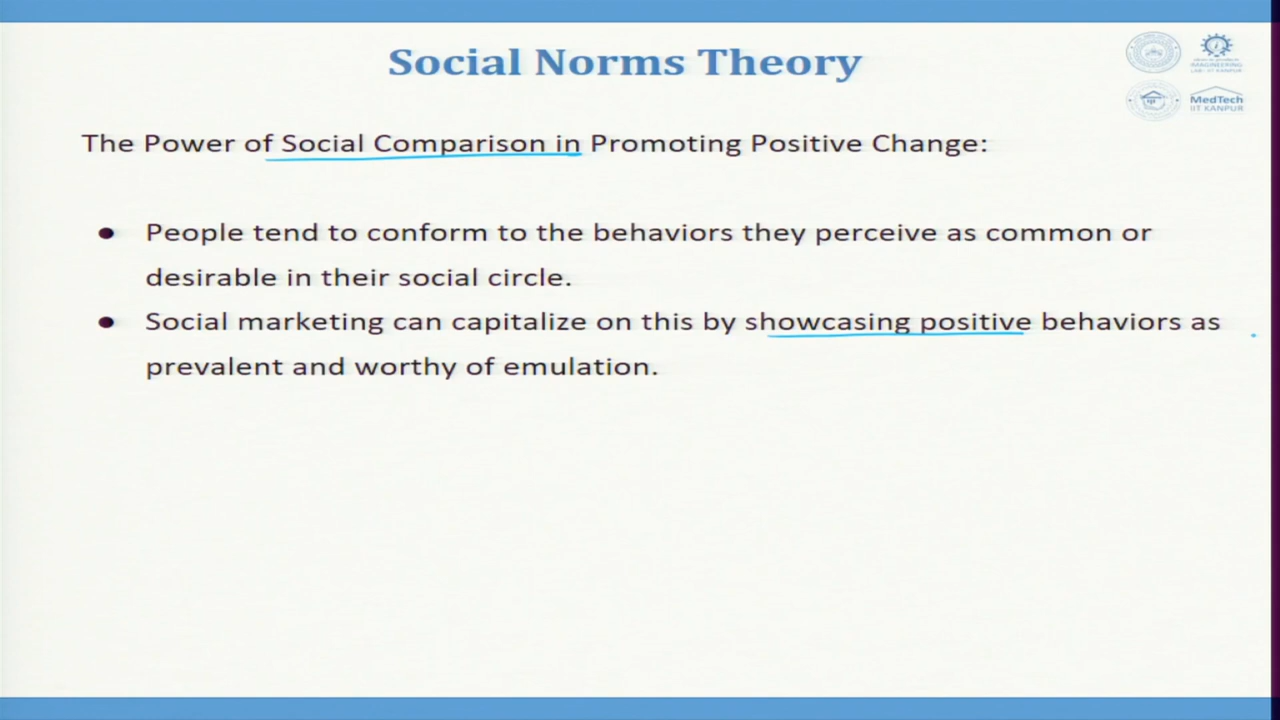 Social Norms Theory
MedTech
IIT KANPUR
The Power of Social Comparison in Promoting Positive Change:
● People tend to conform to the behaviors they perceive as common or
desirable in their social circle.
● Social marketing can capitalize on this by showcasing positive behaviors as
prevalent and worthy of emulation.